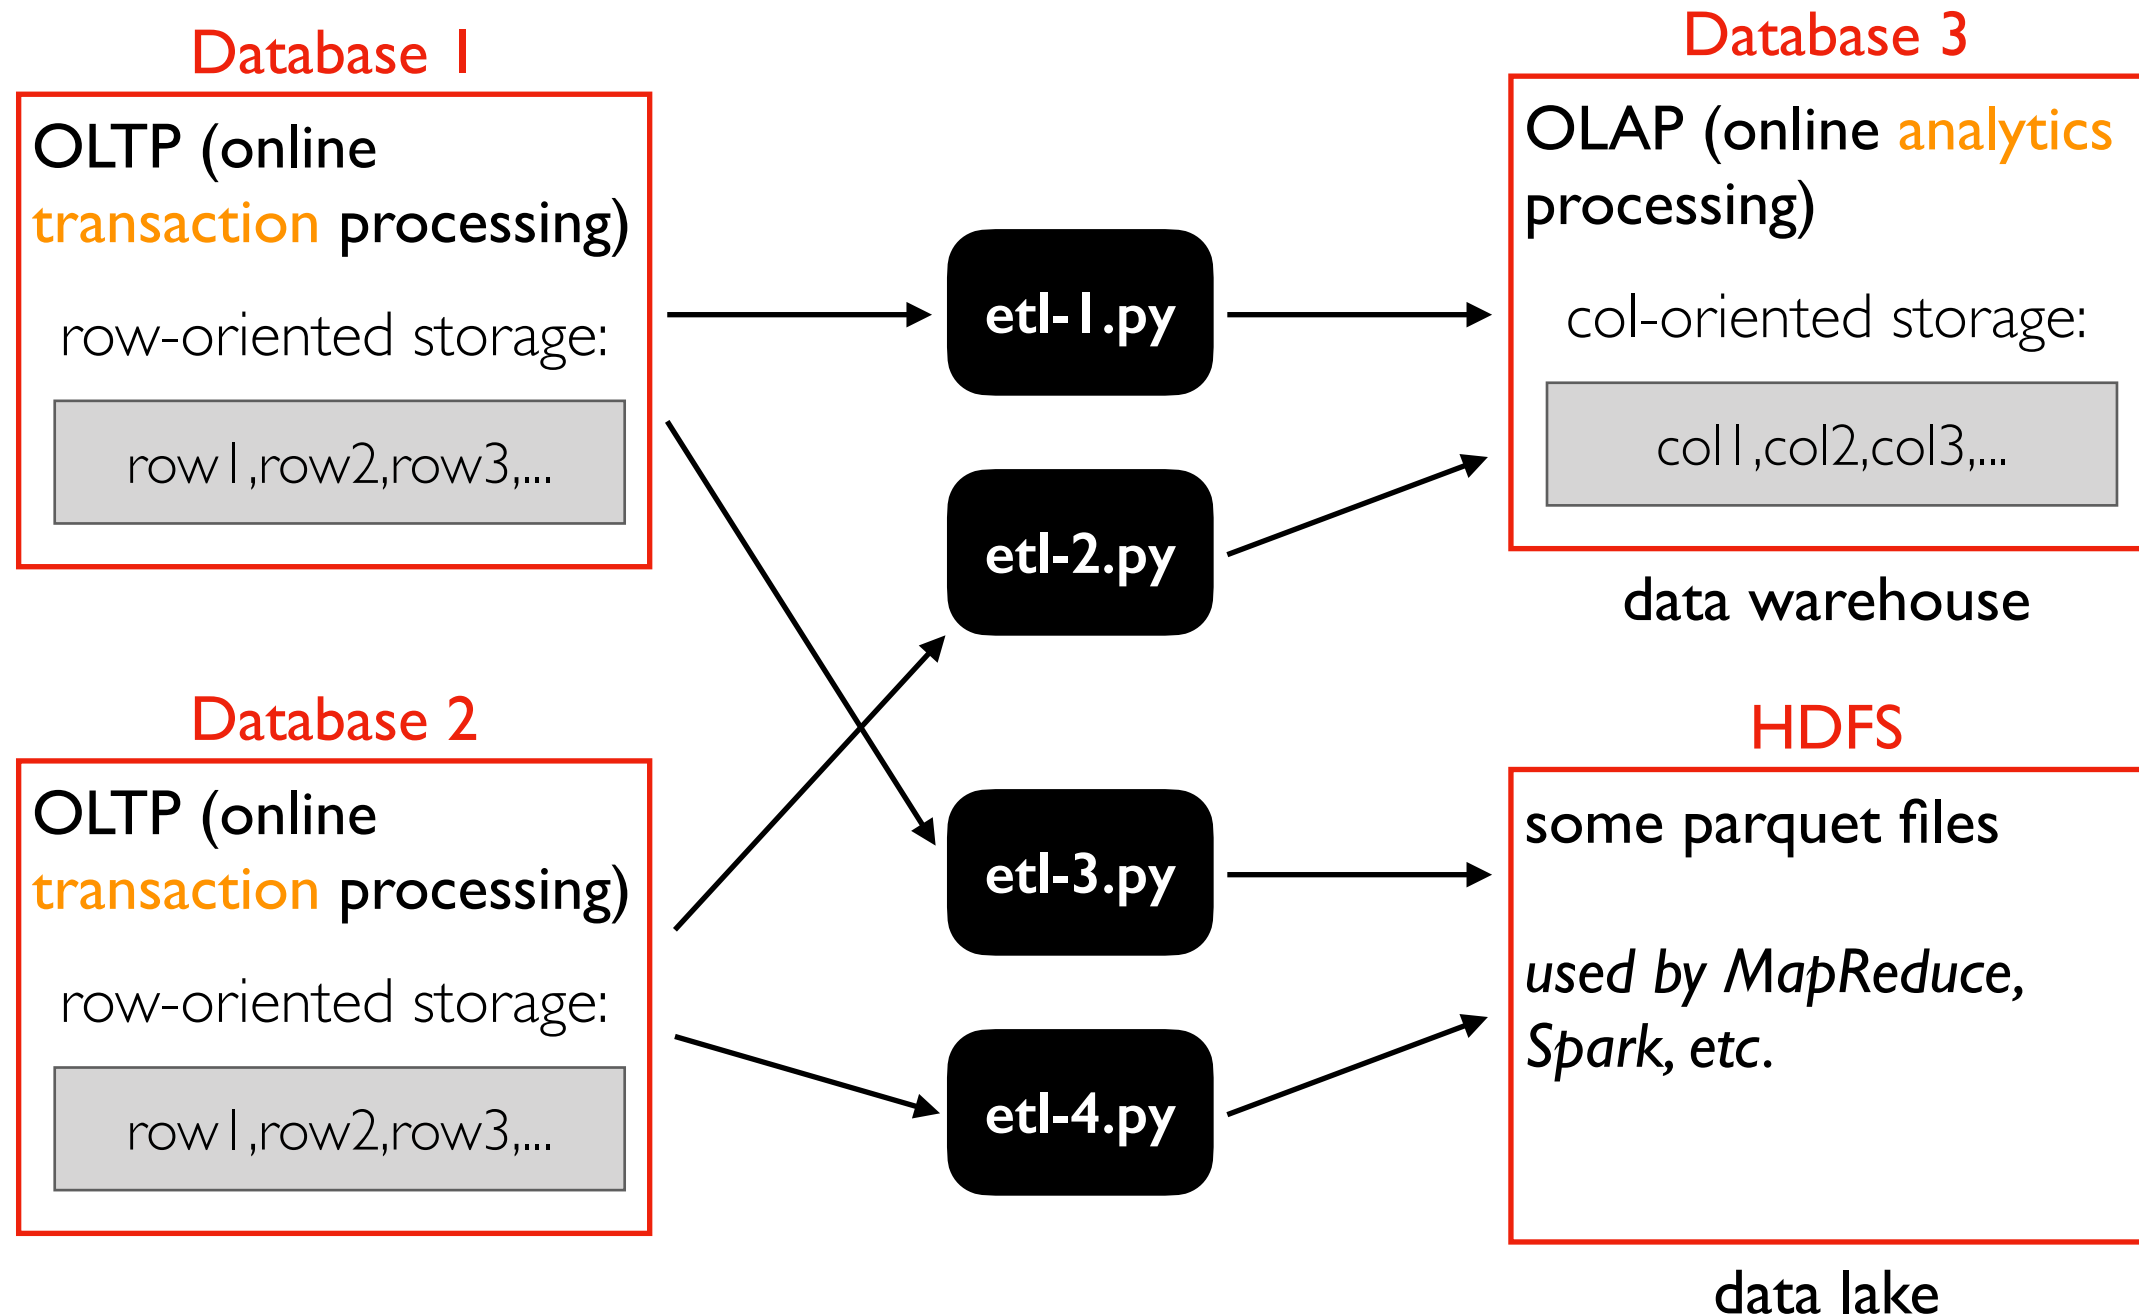 Database 1
OLTP (online
transaction processing)
row-oriented storage:
row1,row2,row3,...
Database 2
OLTP (online
transaction processing)
row-oriented storage:
row1,row2,row3,...
etl-1.py
etl-2.py
etl-3.py
etl-4.py
Database 3
OLAP (online analytics
processing)
col-oriented storage:
col1,col2,col3,...
data warehouse
HDFS
some parquet files
used by MapReduce,
Spark, etc.
data lake